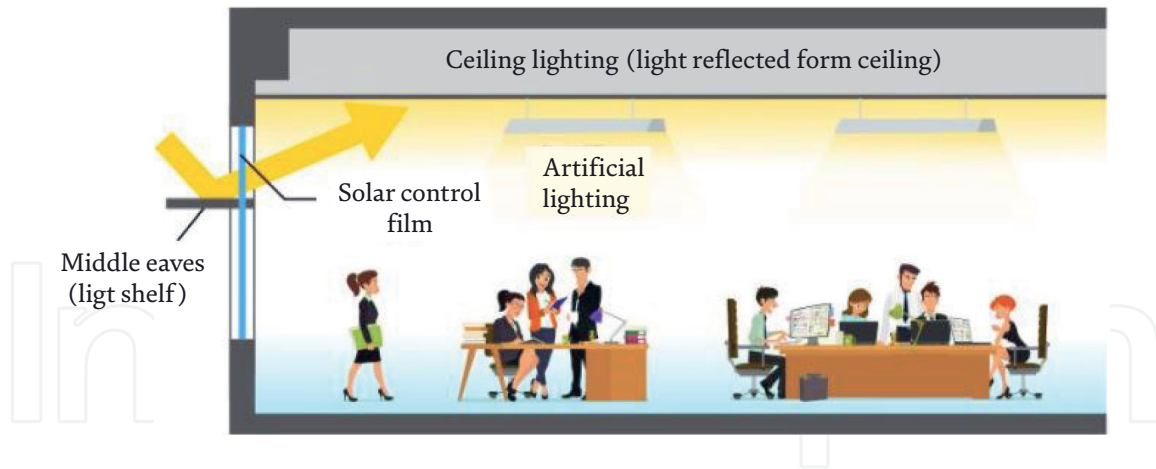 Ceiling lighting (light reflected form ceiling)
Artificial
lighting
Solar control
film
Middle eaves
(ligt shelf)